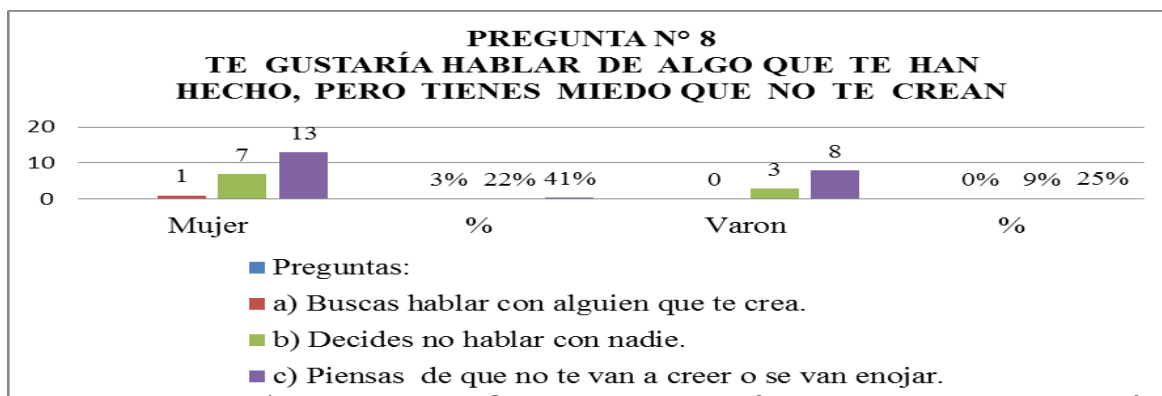 PREGUNTA N° 8
TE GUSTARÍA HABLAR DE ALGO QUE TE HAN
HECHO, PERO TIENES MIEDO QUE NO TE CREAN
20
10
0
1 7 13 3% 22% 41% 0 3 8 0% 9% 25%
Mujer % Varon %
Preguntas:
a) Buscas hablar con alguien que te crea.
b) Decides no hablar con nadie.
c) Piensas de que no te van a creer o se van enojar.